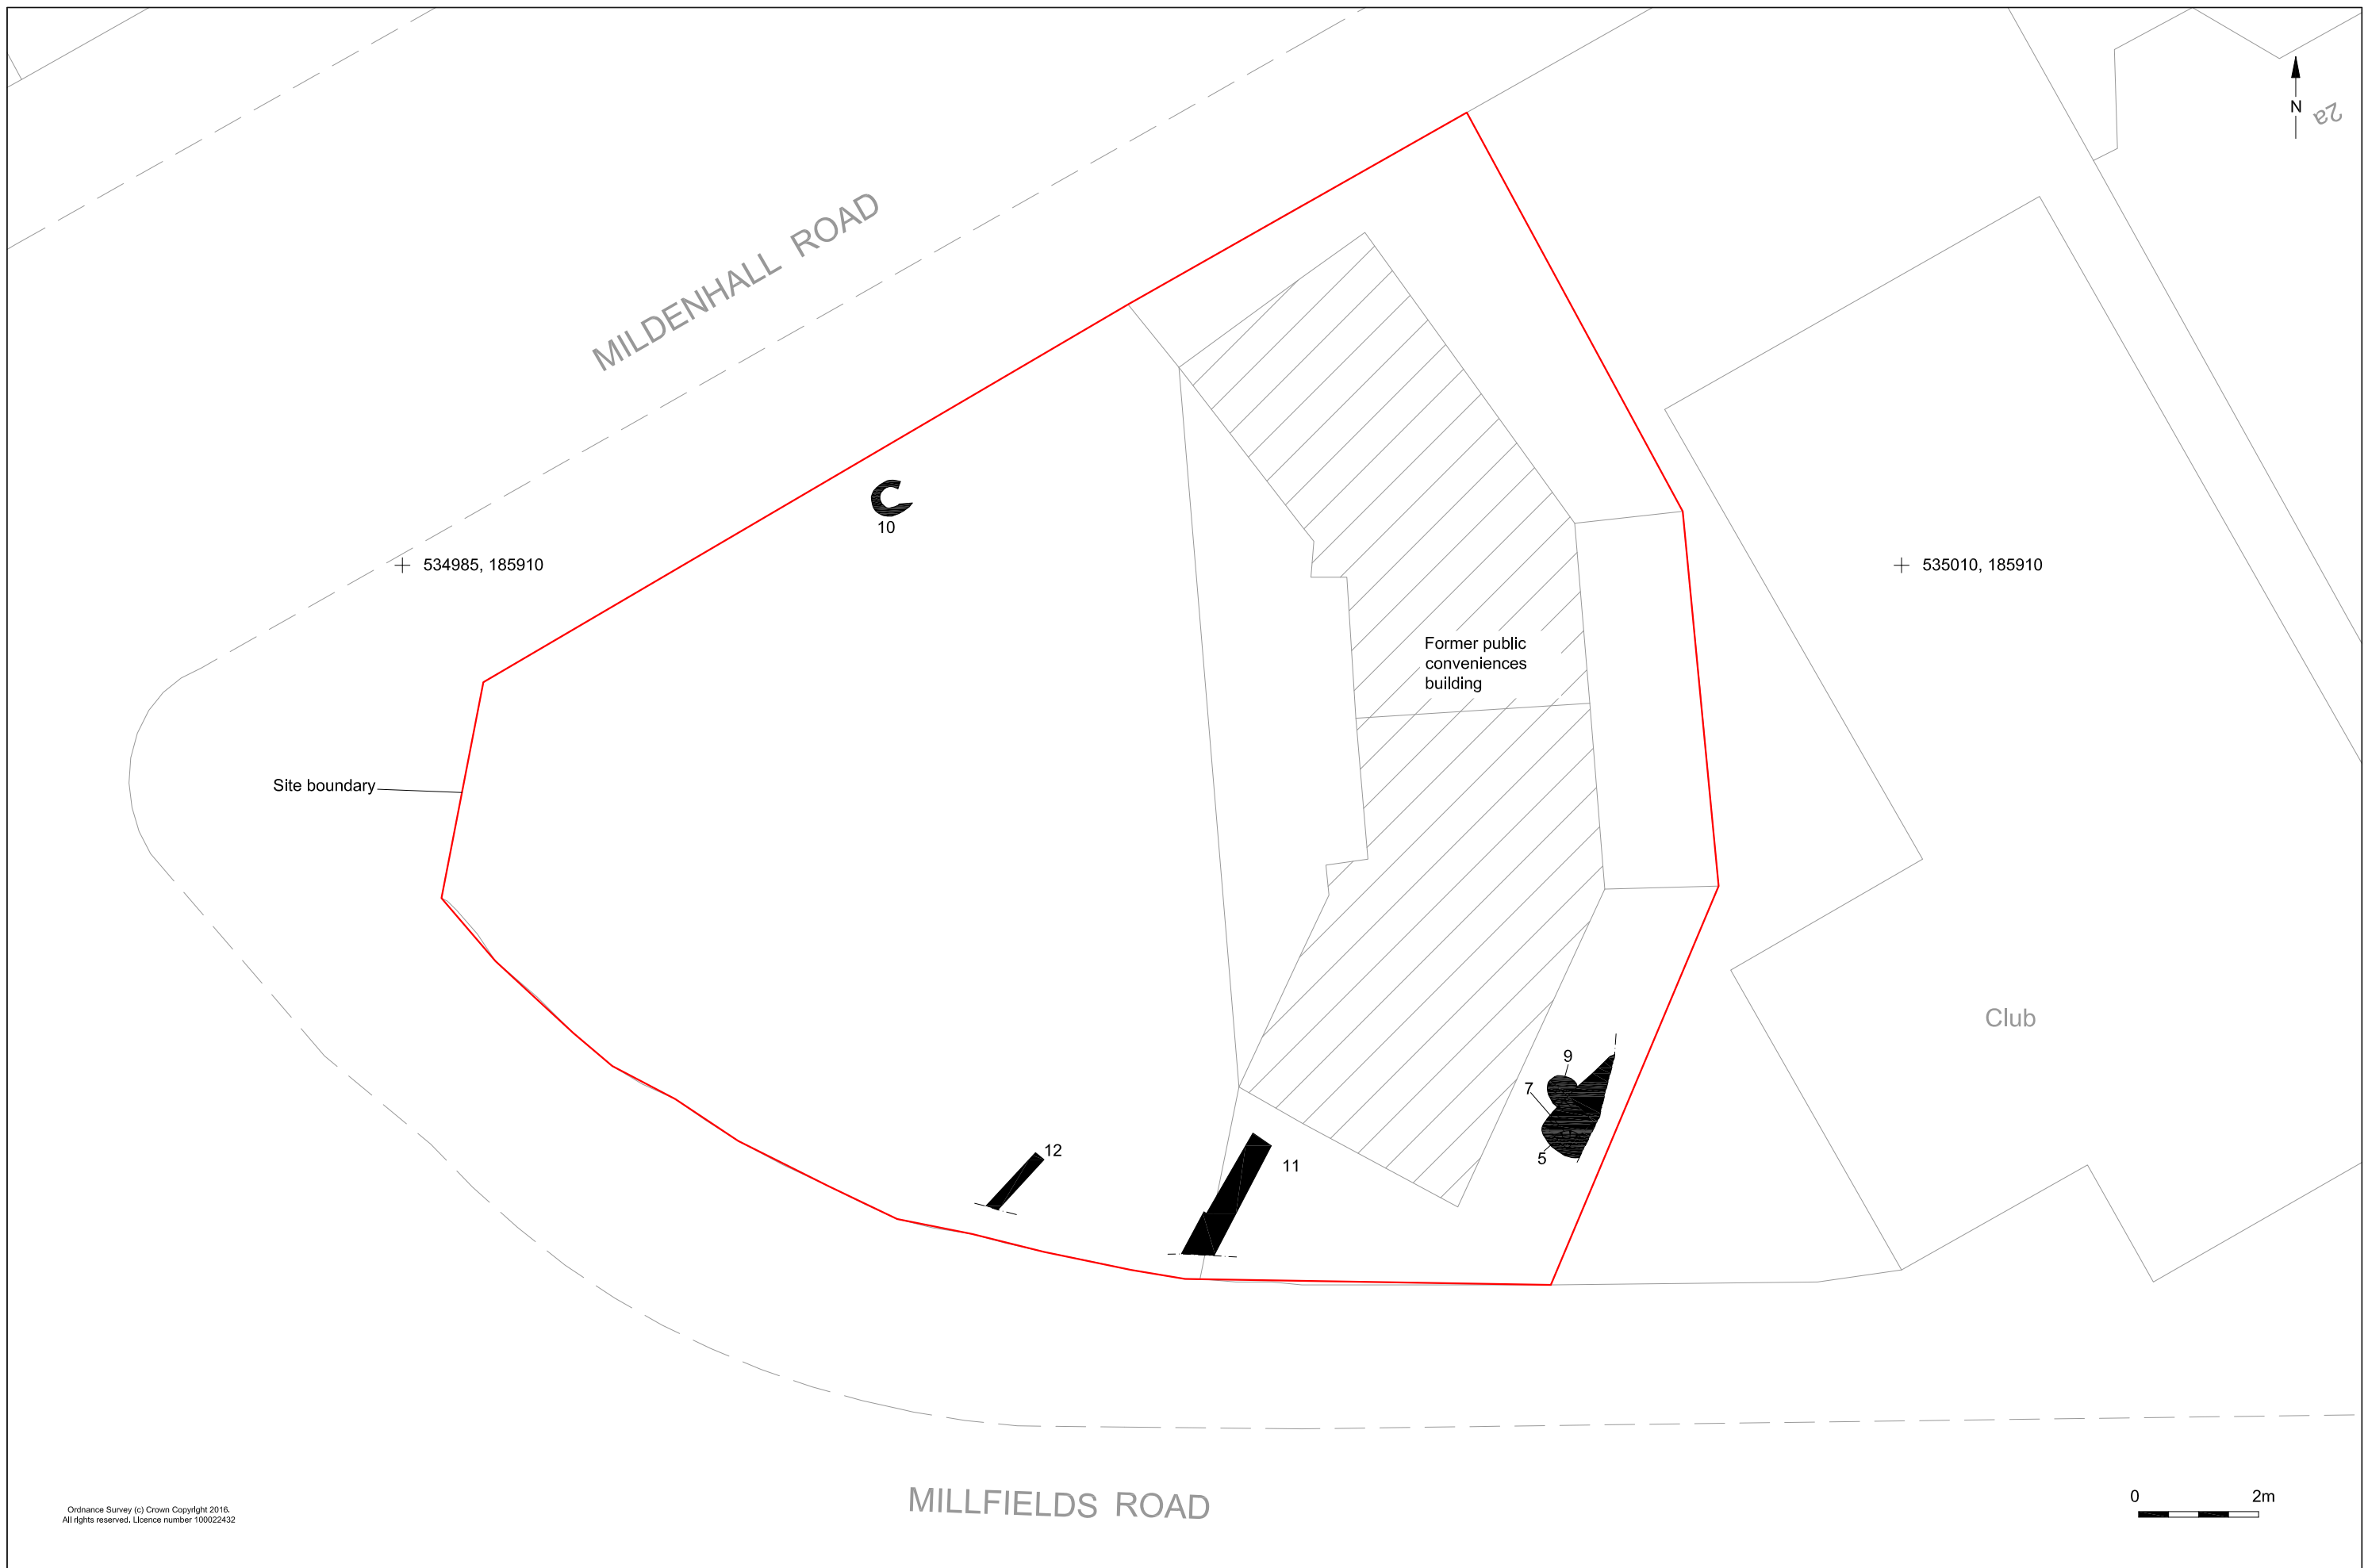 N
2a
MILDENHALL ROAD
10
534985, 185910
535010, 185910
Former public
conveniences
building
Site boundary
Club
9
7
5
12
11
MILLFIELDS ROAD
0 2m
Ordnance Survey (c) Crown Copyright 2016.
All rights reserved. Licence number 100022432